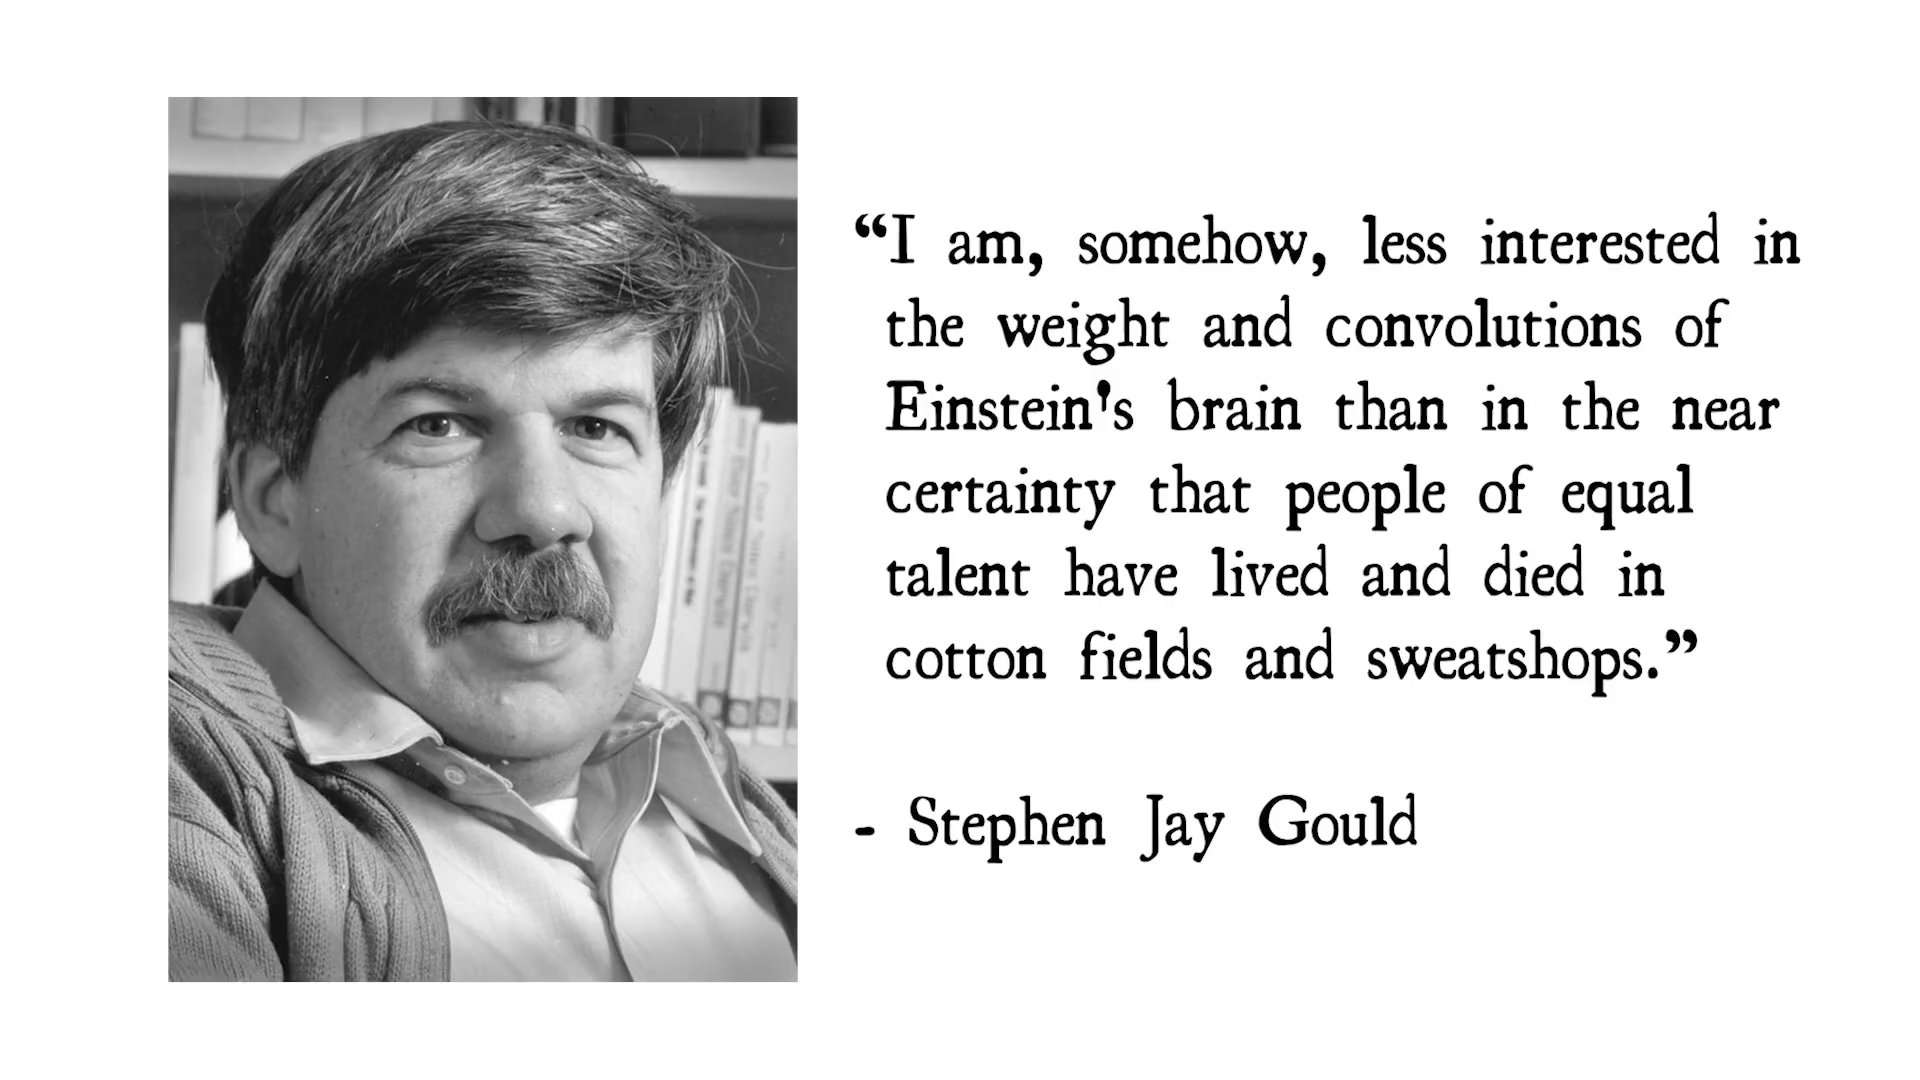 “I am, somehow, less interested in
the weight and convolutions of
Einstein's brain than in the near
certainty that people of equal
talent have lived and died in
cotton fields and sweatshops.”
- Stephen Jay Gould